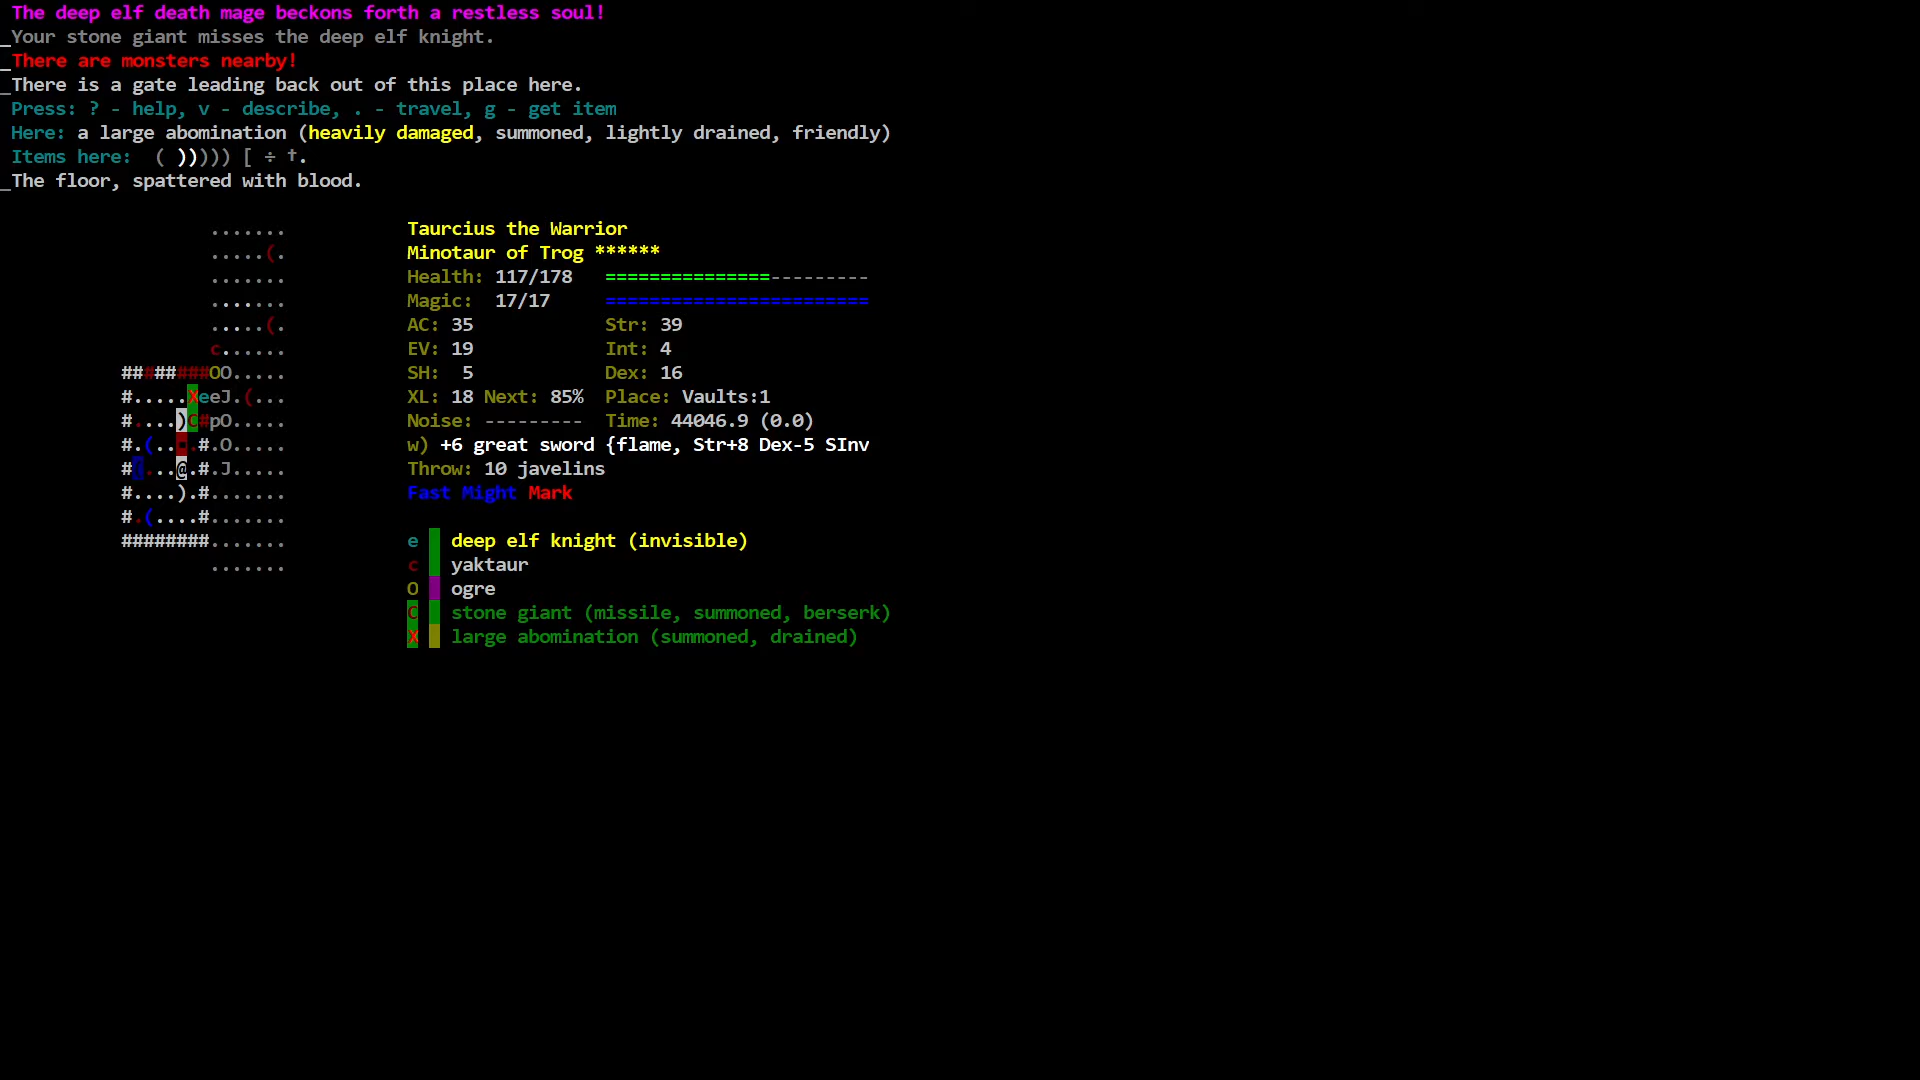 The deep elf death mage beckons forth a restless soul!
_Your stone giant misses the deep elf knight.
_There are monsters nearby!
_There is a gate leading back out of this place here.
Press: ? - help, v - describe, . - travel, g - get item
Here: a large abomination (heavily damaged, summoned, lightly drained, friendly)
Items here:  ( ))))) [ ÷ †.
_The floor, spattered with blood.
.......
.....(.
.......
.......
.....(.
c......
########OO.....
#.....XeeJ.(...
#....)C#pO.....
#.(....#.O.....
#....@.#.J.....
#....).#.......
#.(....#.......
########.......
.......
Taurcius the Warrior
Minotaur of Trog ******
Health: 117/178 ===============---------
Magic: 17/17 ========================
AC: 35 Str: 39
EV: 19 Int: 4
SH: 5 Dex: 16
XL: 18 Next: 85% Place: Vaults:1
Noise: --------- Time: 44046.9 (0.0)
w) +6 great sword {flame, Str+8 Dex-5 SInv
Throw: 10 javelins
Fast Might Mark
e deep elf knight (invisible)
c yaktaur
O ogre
C stone giant (missile, summoned, berserk)
X large abomination (summoned, drained)